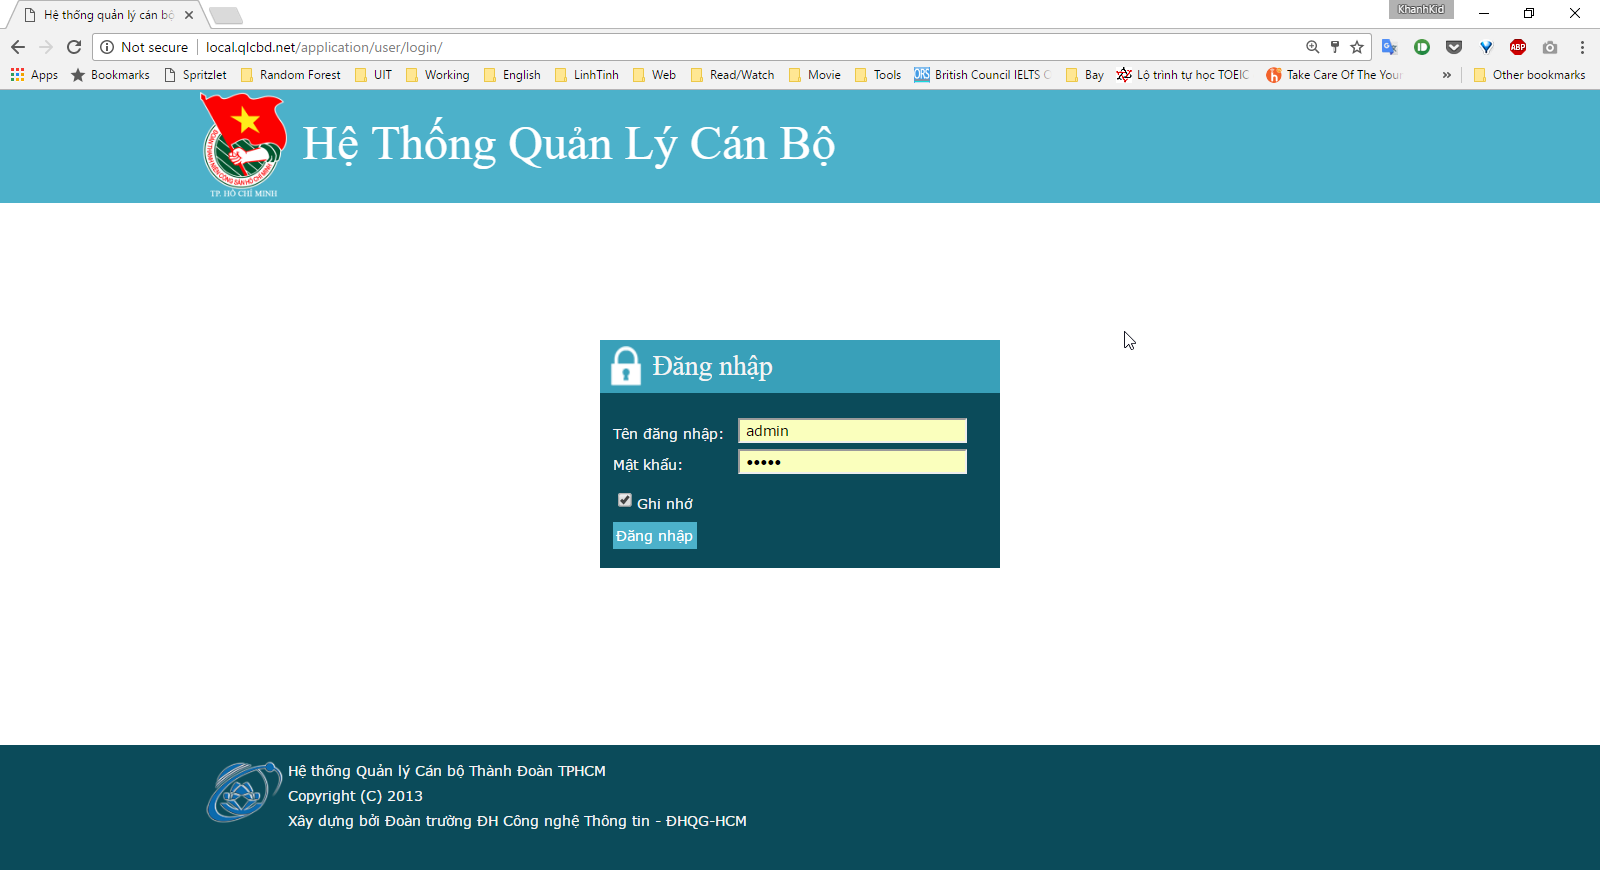 Hệ thống quản lý cán bộ
KhanhKid
Not secure local.qlcbd.net/application/user/login/
Apps Bookmarks Spritzlet Random Forest UIT Working English LinhTinh Web Read/Watch Movie Tools British Council IELTS Bay Lộ trình tự học TOEIC Take Care Of The Your » Other bookmarks
Hệ Thống Quản Lý Cán Bộ
TP. HỒ CHÍ MINH
Đăng nhập
Tên đăng nhập: admin
Mật khẩu: •••••
Ghi nhớ
Đăng nhập
Hệ thống Quản lý Cán bộ Thành Đoàn TPHCM
Copyright (C) 2013
Xây dựng bởi Đoàn trường ĐH Công nghệ Thông tin - ĐHQG-HCM